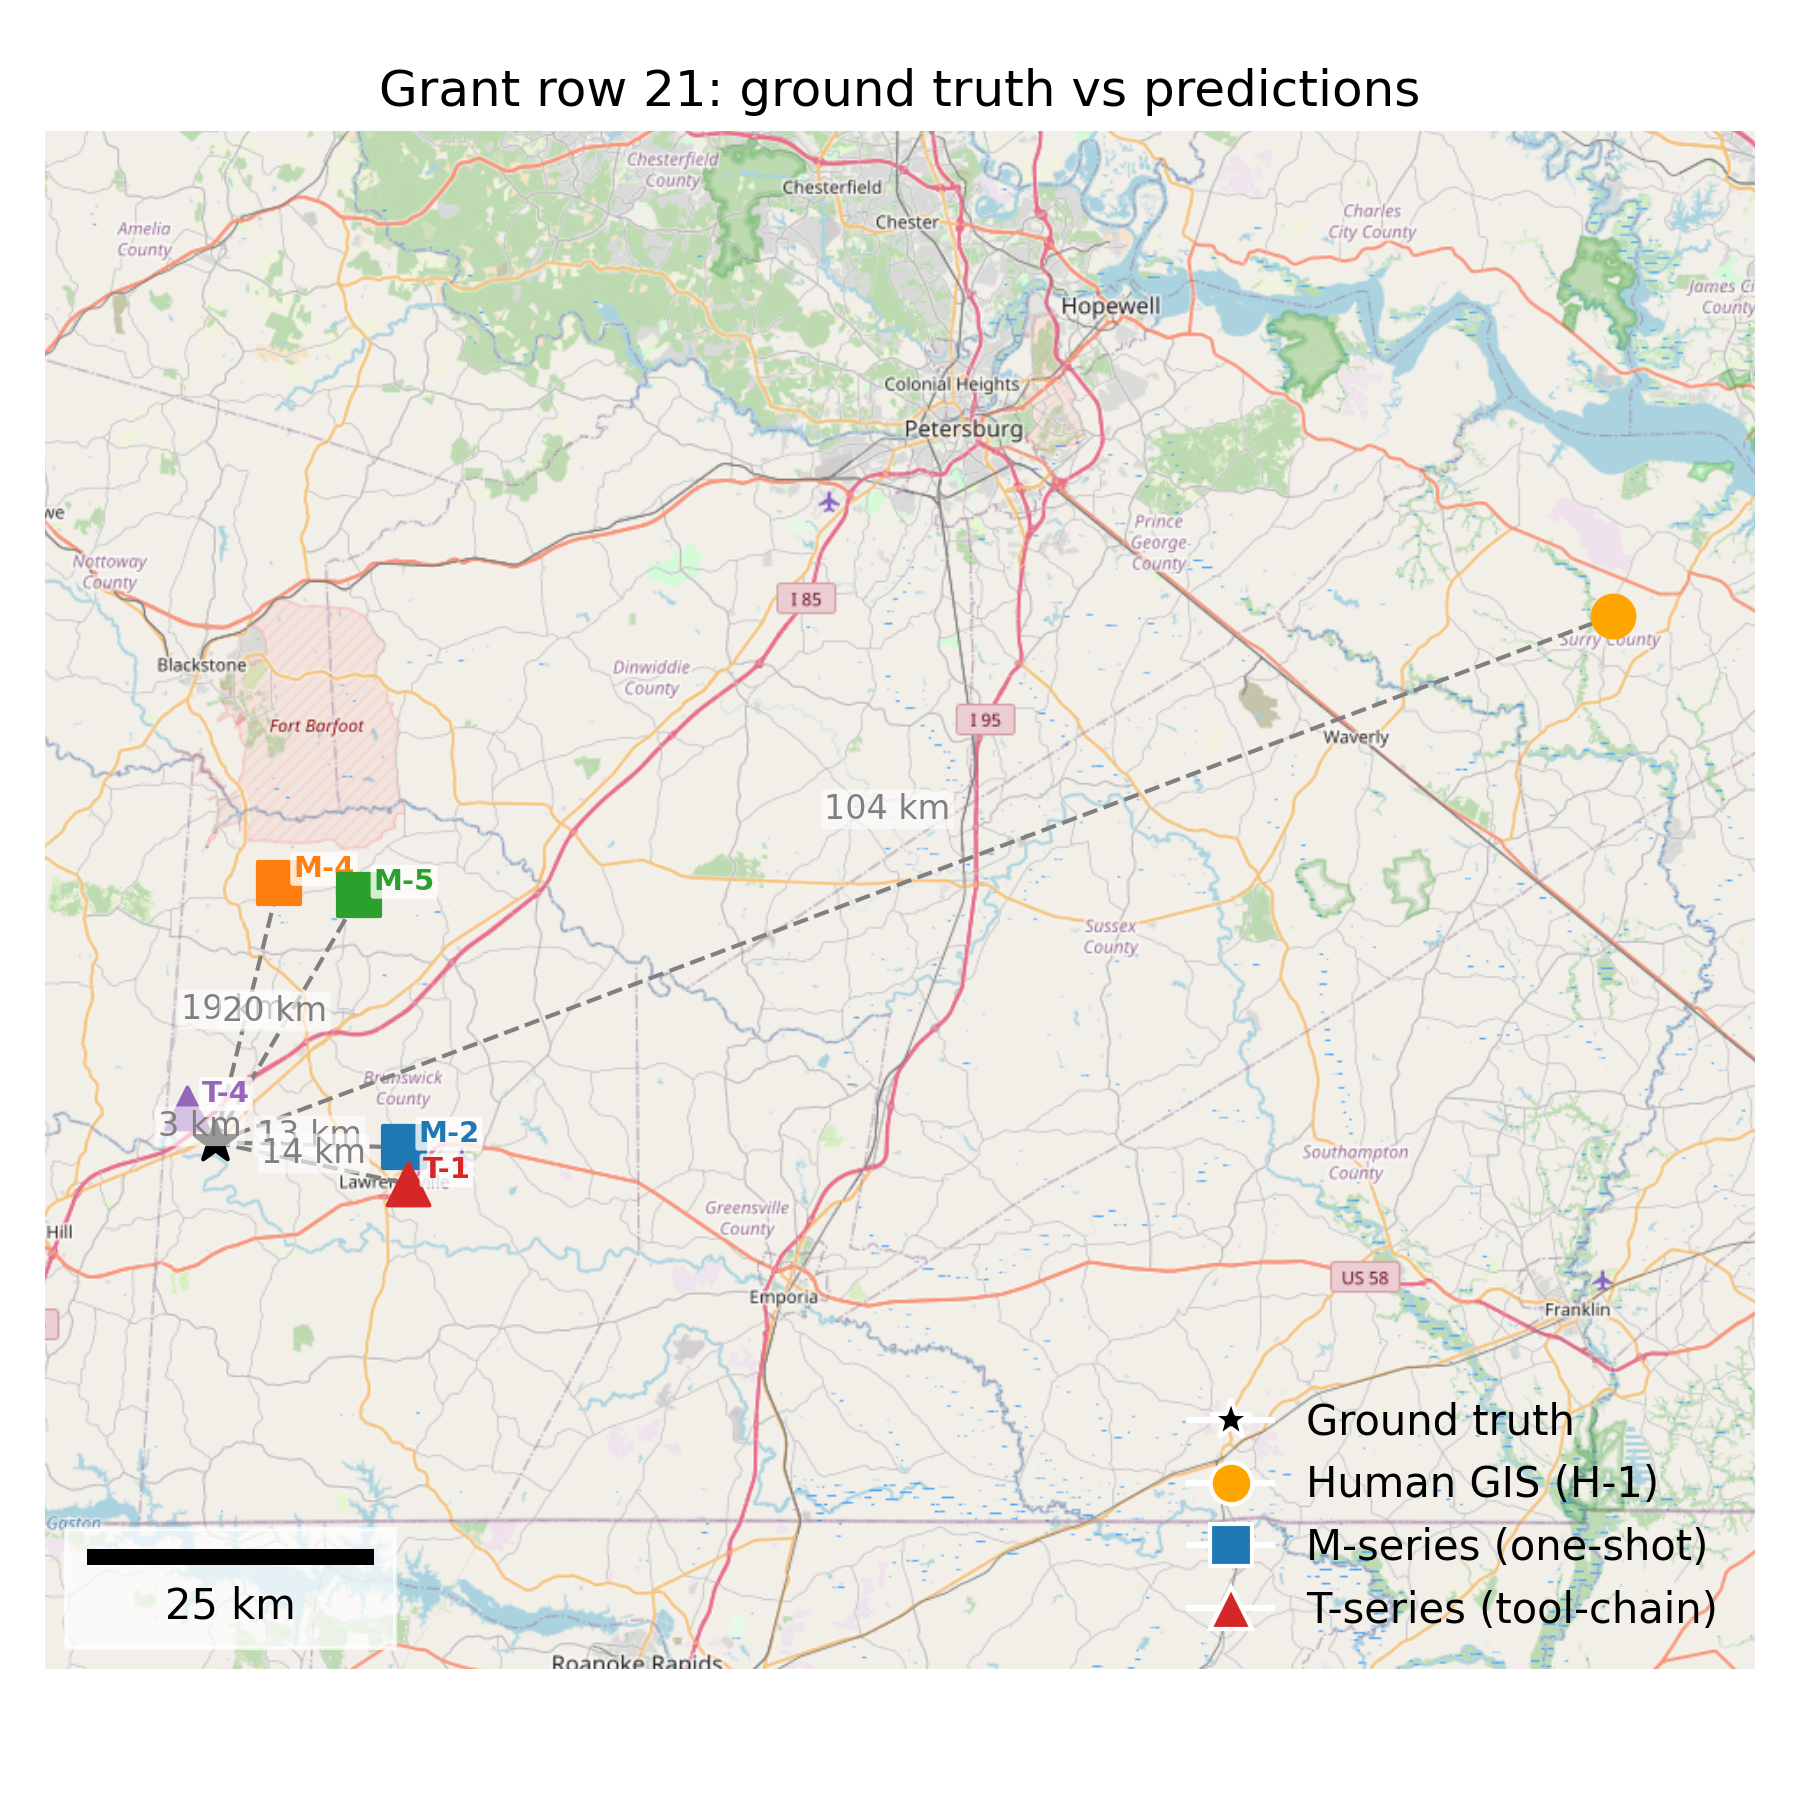 Grant row 21: ground truth vs predictions
Chesterfield
County
Chesterfield
Amelia
County
Chester
Charles
City County
James Ci
County
Hopewell
Colonial Heights
Petersburg
we
Nottoway
County
Prince
George
County
I 85
Surry County
Blackstone
Dinwiddie
County
Fort Barfoot
I 95
Waverly
104 km
M-4
M-5
Sussex
County
19
20 km
Brunswick
County
T-4
3 km
13 km
M-2
14 km
T-1
Southampton
County
Greensville
County
Hill
US 58
Emporia
Franklin
Ground truth
Human GIS (H-1)
Gaston
M-series (one-shot)
25 km
T-series (tool-chain)
Roanoke Rapids